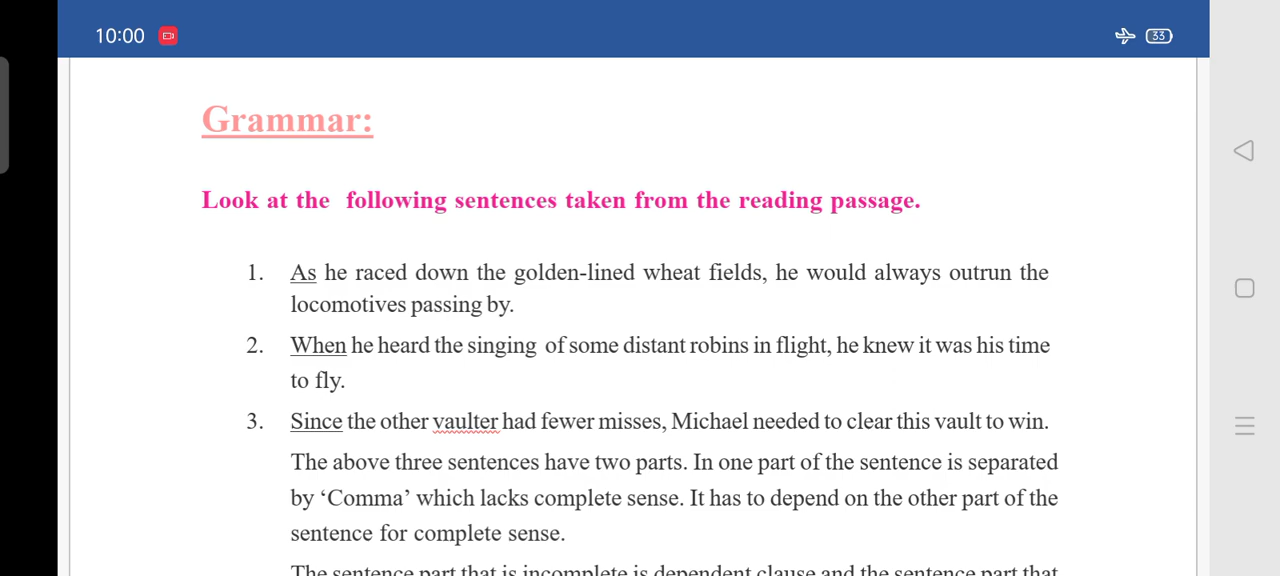 10:00
33
Grammar:
Look at the following sentences taken from the reading passage.
1. As he raced down the golden-lined wheat fields, he would always outrun the
locomotives passing by.
2. When he heard the singing of some distant robins in flight, he knew it was his time
to fly.
3. Since the other vaulter had fewer misses, Michael needed to clear this vault to win.
The above three sentences have two parts. In one part of the sentence is separated
by ‘Comma’ which lacks complete sense. It has to depend on the other part of the
sentence for complete sense.
The sentence part that is incomplete is dependent clause and the sentence part that